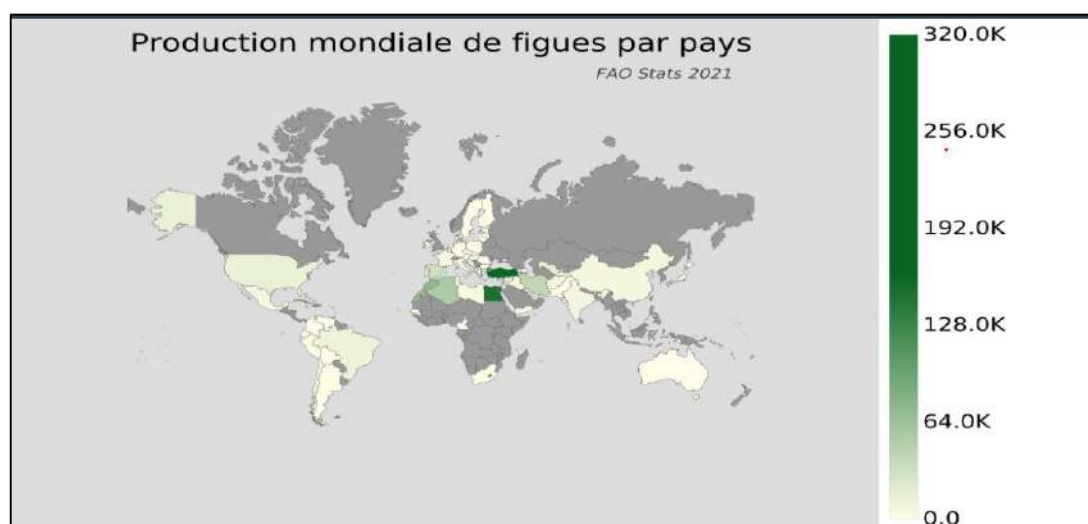 Production mondiale de figues par pays
FAO Stats 2021
320.0K
256.0K
192.0K
128.0K
64.0K
0.0